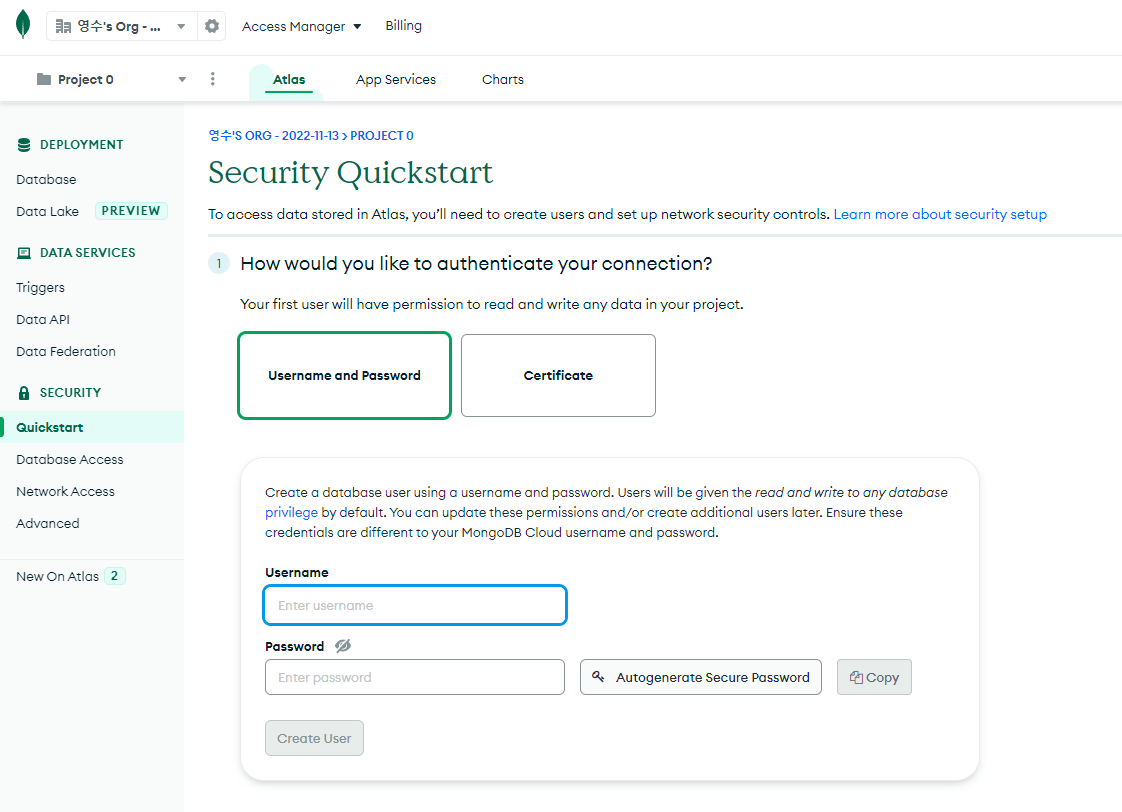 영수's Org - ...
Access Manager
Billing
Project 0
Atlas
App Services
Charts
DEPLOYMENT
Database
Data Lake PREVIEW
DATA SERVICES
Triggers
Data API
Data Federation
SECURITY
Quickstart
Database Access
Network Access
Advanced
New On Atlas 2
영수'S ORG - 2022-11-13 › PROJECT 0
Security Quickstart
To access data stored in Atlas, you’ll need to create users and set up network security controls. Learn more about security setup
1 How would you like to authenticate your connection?
Your first user will have permission to read and write any data in your project.
Username and Password
Certificate
Create a database user using a username and password. Users will be given the read and write to any database
privilege by default. You can update these permissions and/or create additional users later. Ensure these
credentials are different to your MongoDB Cloud username and password.
Username
Enter username
Password
Enter password
Autogenerate Secure Password
Copy
Create User